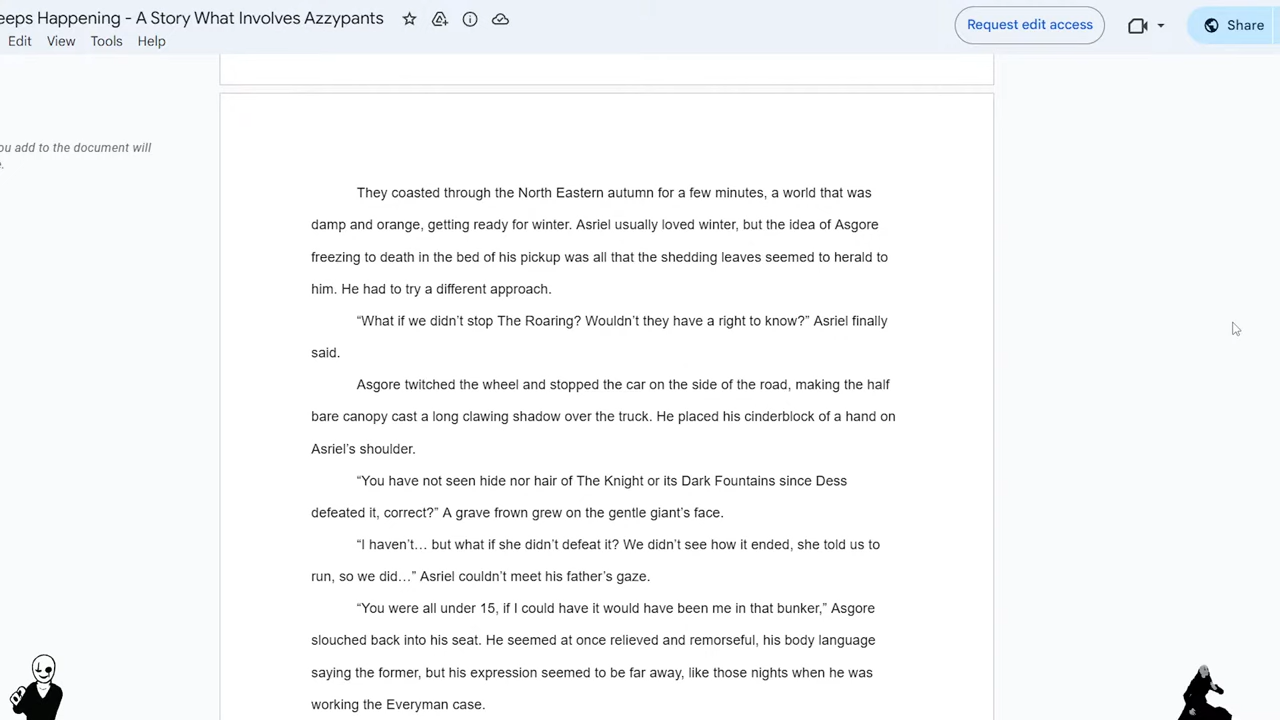 eeps Happening - A Story What Involves Azzypants
Request edit access
Share
Edit View Tools Help
ou add to the document will
They coasted through the North Eastern autumn for a few minutes, a world that was
damp and orange, getting ready for winter. Asriel usually loved winter, but the idea of Asgore
freezing to death in the bed of his pickup was all that the shedding leaves seemed to herald to
him. He had to try a different approach.
“What if we didn’t stop The Roaring? Wouldn’t they have a right to know?” Asriel finally
said.
Asgore twitched the wheel and stopped the car on the side of the road, making the half
bare canopy cast a long clawing shadow over the truck. He placed his cinderblock of a hand on
Asriel’s shoulder.
“You have not seen hide nor hair of The Knight or its Dark Fountains since Dess
defeated it, correct?” A grave frown grew on the gentle giant’s face.
“I haven’t… but what if she didn’t defeat it? We didn’t see how it ended, she told us to
run, so we did…” Asriel couldn’t meet his father’s gaze.
“You were all under 15, if I could have it would have been me in that bunker,” Asgore
slouched back into his seat. He seemed at once relieved and remorseful, his body language
saying the former, but his expression seemed to be far away, like those nights when he was
working the Everyman case.